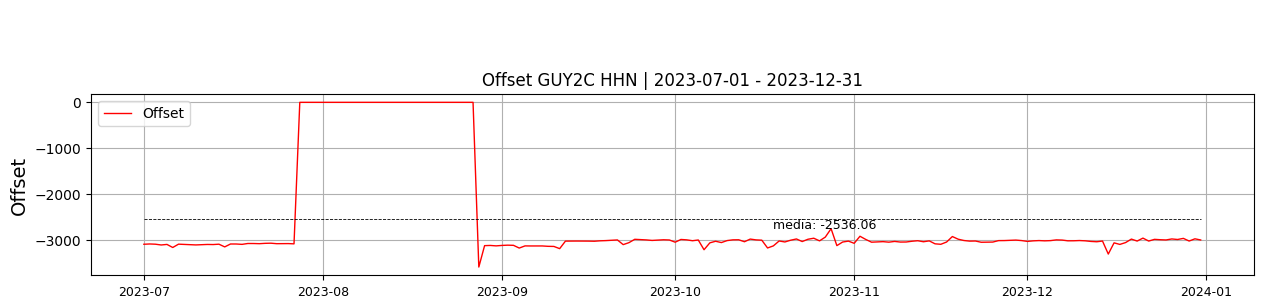 Offset GUY2C HHN | 2023-07-01 - 2023-12-31
0
−1000
−2000
−3000
Offset
Offset
media: -2536.06
2023-07
2023-08
2023-09
2023-10
2023-11
2023-12
2024-01